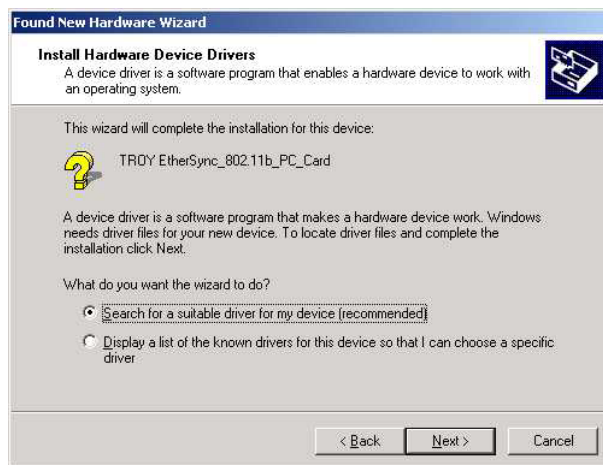 Found New Hardware Wizard
Install Hardware Device Drivers
A device driver is a software program that enables a hardware device to work with
an operating system.
This wizard will complete the installation for this device:
TROY EtherSync_802.11b_PC_Card
A device driver is a software program that makes a hardware device work. Windows
needs driver files for your new device. To locate driver files and complete the
installation click Next.
What do you want the wizard to do?
Search for a suitable driver for my device (recommended)
Display a list of the known drivers for this device so that I can choose a specific
driver
< Back Next > Cancel